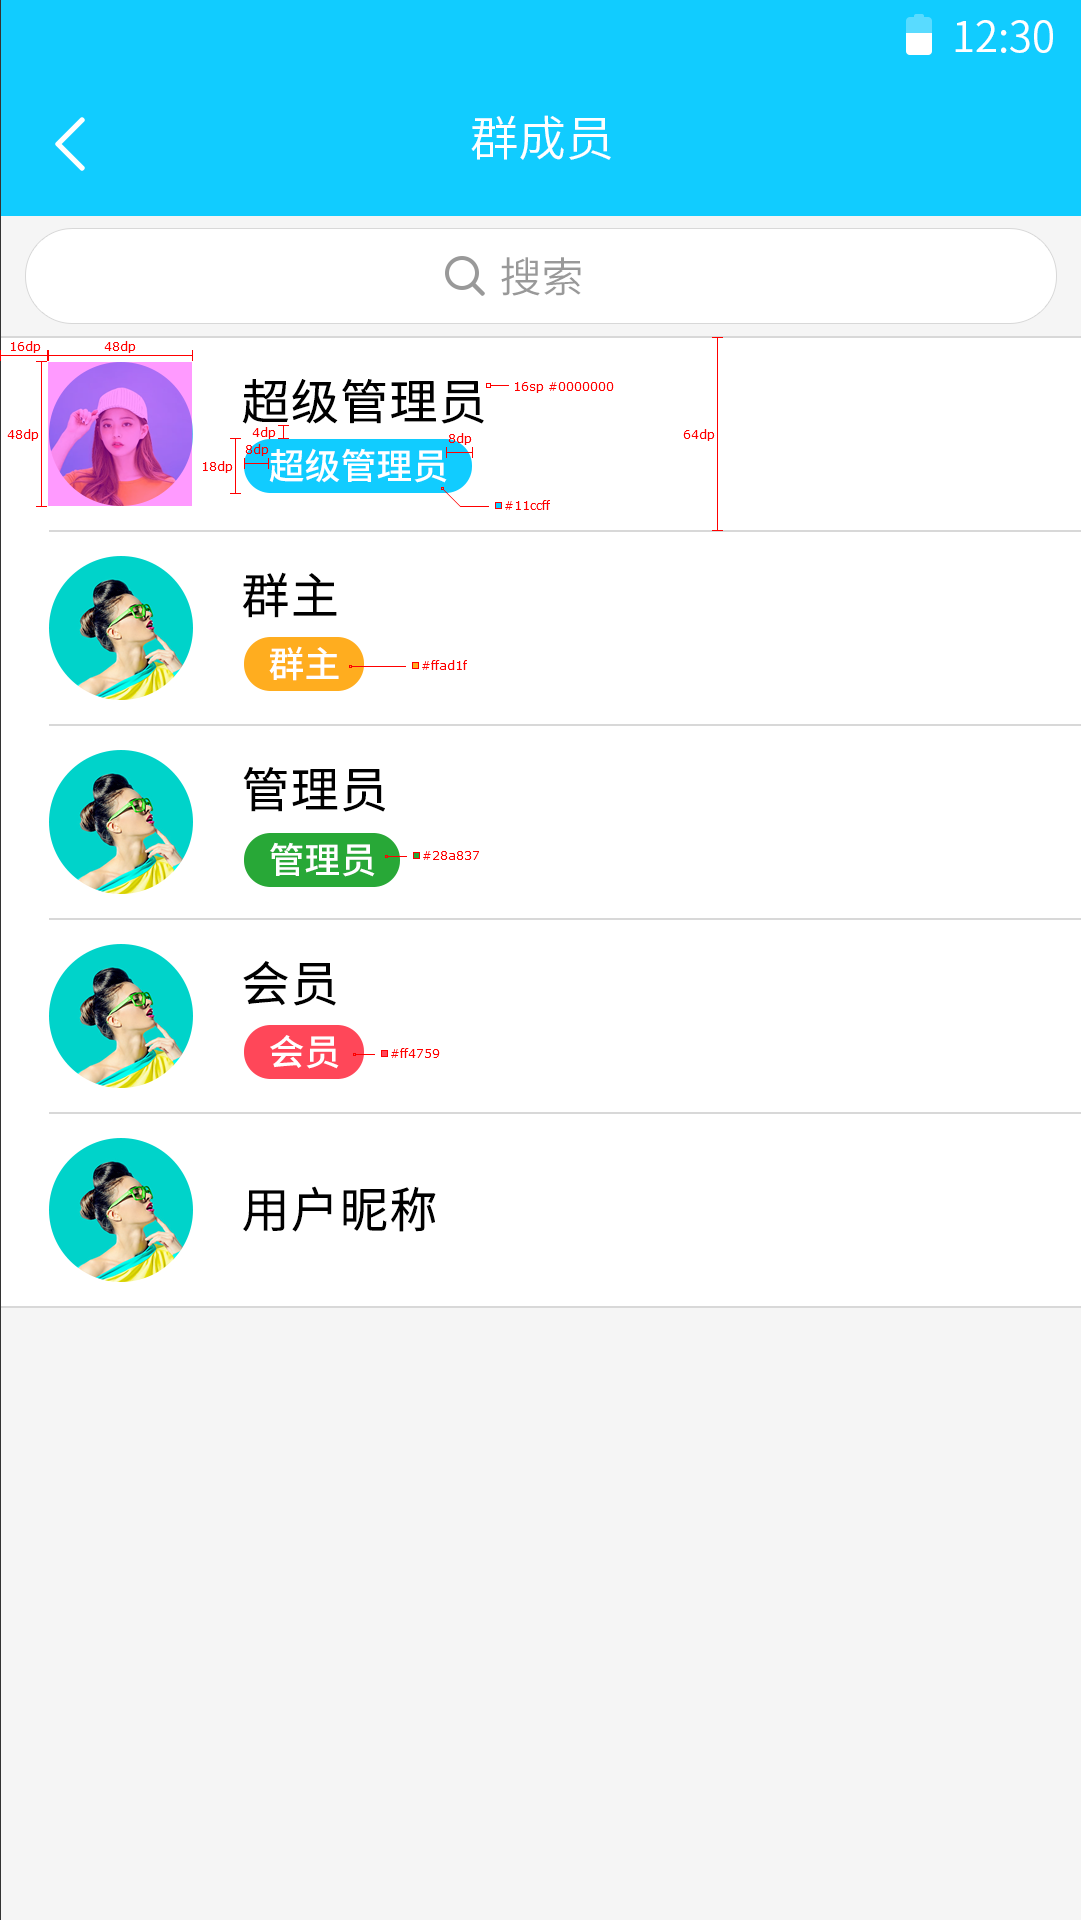 12:30
群成员
搜索
16dp
48dp
48dp
超级管理员
16sp #0000000
64dp
4dp
8dp
8dp
18dp
超级管理员
#11ccff
群主
群主
#ffad1f
管理员
管理员
#28a837
会员
会员
#ff4759
用户昵称